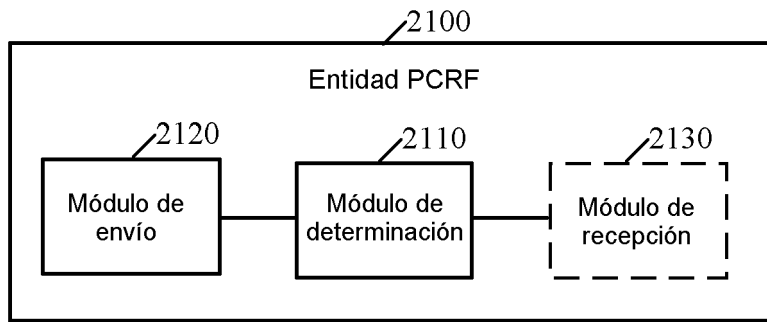 2100
Entidad PCRF
2120
2110
2130
Módulo de
envío
Módulo de
determinación
Módulo de
recepción